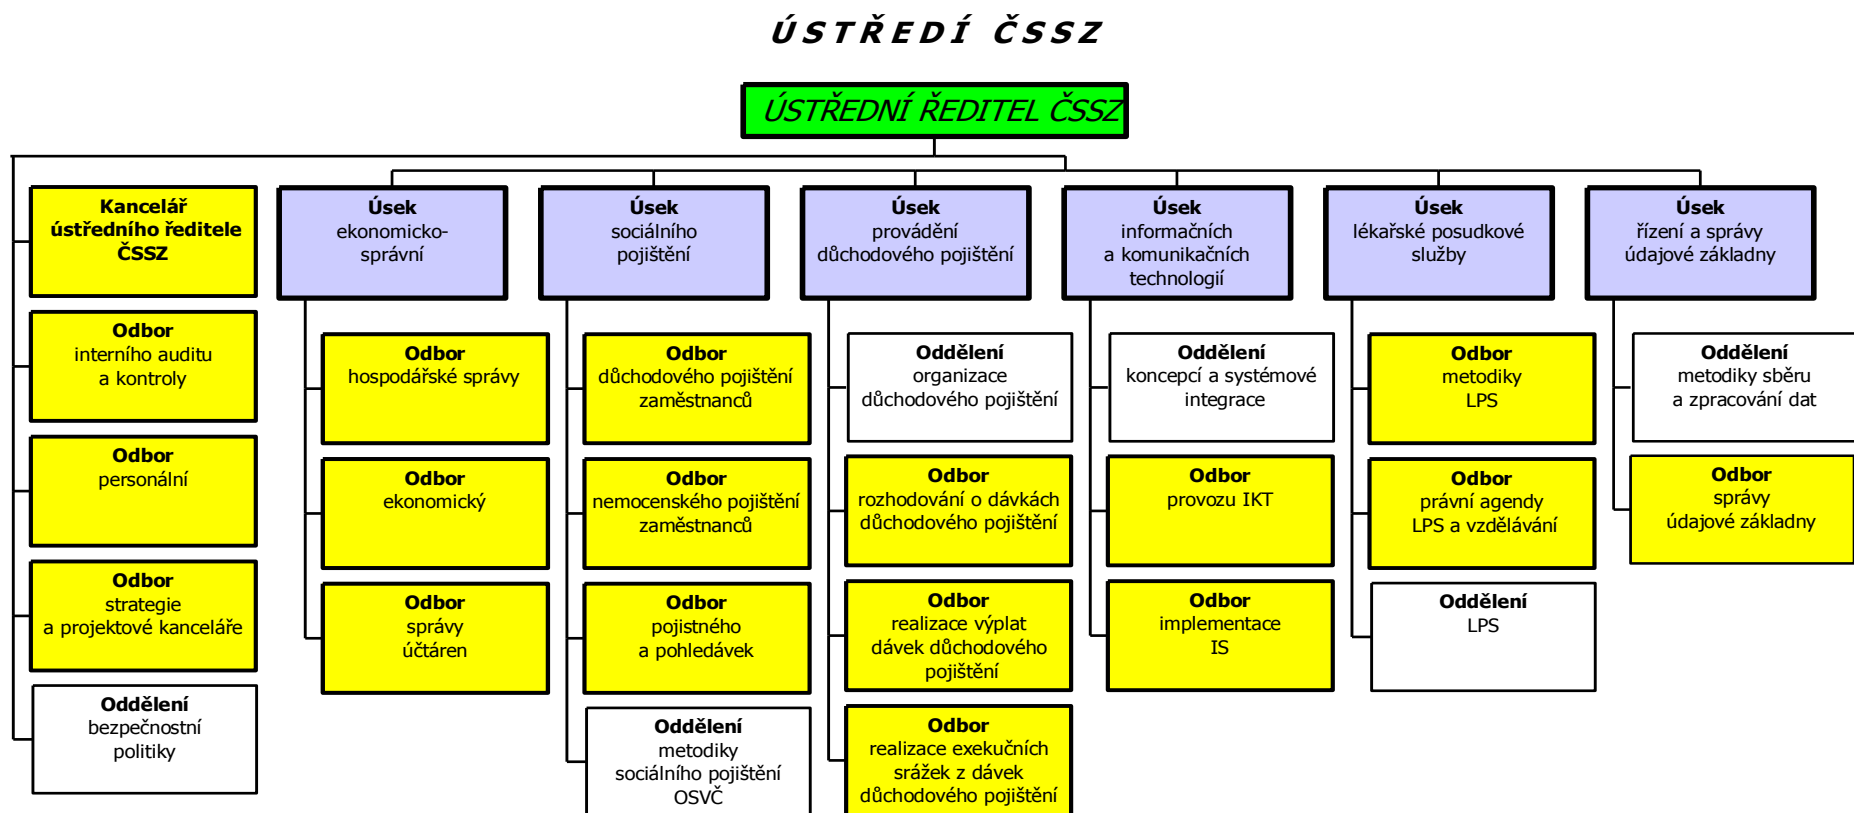 ÚSTŘEDÍ ČSSZ
ÚSTŘEDNÍ ŘEDITEL ČSSZ
Kancelář
ústředního ředitele
ČSSZ
Odbor
interního auditu
a kontroly
Odbor
personální
Odbor
strategie
a projektové kanceláře
Oddělení
bezpečnostní
politiky
Úsek
ekonomicko-
správní
Odbor
hospodářské správy
Odbor
ekonomický
Odbor
správy
účtáren
Úsek
sociálního
pojištění
Odbor
důchodového pojištění
zaměstnanců
Odbor
nemocenského pojištění
zaměstnanců
Odbor
pojistného
a pohledávek
Oddělení
metodiky
sociálního pojištění
OSVČ
Úsek
provádění
důchodového pojištění
Oddělení
organizace
důchodového pojištění
Odbor
rozhodování o dávkách
důchodového pojištění
Odbor
realizace výplat
dávek důchodového
pojištění
Odbor
realizace exekučních
srážek z dávek
důchodového pojištění
Úsek
informačních
a komunikačních
technologií
Oddělení
koncepcí a systémové
integrace
Odbor
provozu IKT
Odbor
implementace
IS
Úsek
lékařské posudkové
služby
Odbor
metodiky
LPS
Odbor
právní agendy
LPS a vzdělávání
Oddělení
LPS
Úsek
řízení a správy
údajové základny
Oddělení
metodiky sběru
a zpracování dat
Odbor
správy
údajové základny